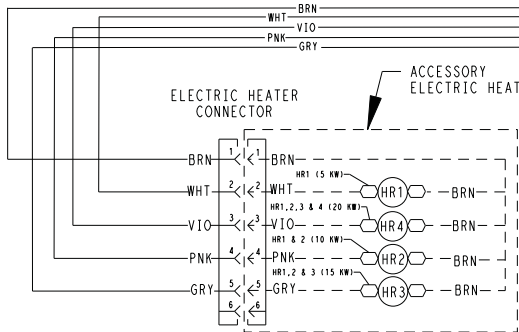 BRN
WHT
VIO
PNK
GRY
ACCESSORY
ELECTRIC HEAT
ELECTRIC HEATER
CONNECTOR
BRN 1 1 BRN
HR1 (5 KW)
WHT 2 2 WHT HR1 BRN
HR1,2,3 & 4 (20 KW)
VIO 3 3 VIO HR4 BRN
HR1 & 2 (10 KW)
PNK 4 4 PNK HR2 BRN
HR1,2 & 3 (15 KW)
GRY 5 5 GRY HR3 BRN
6 6